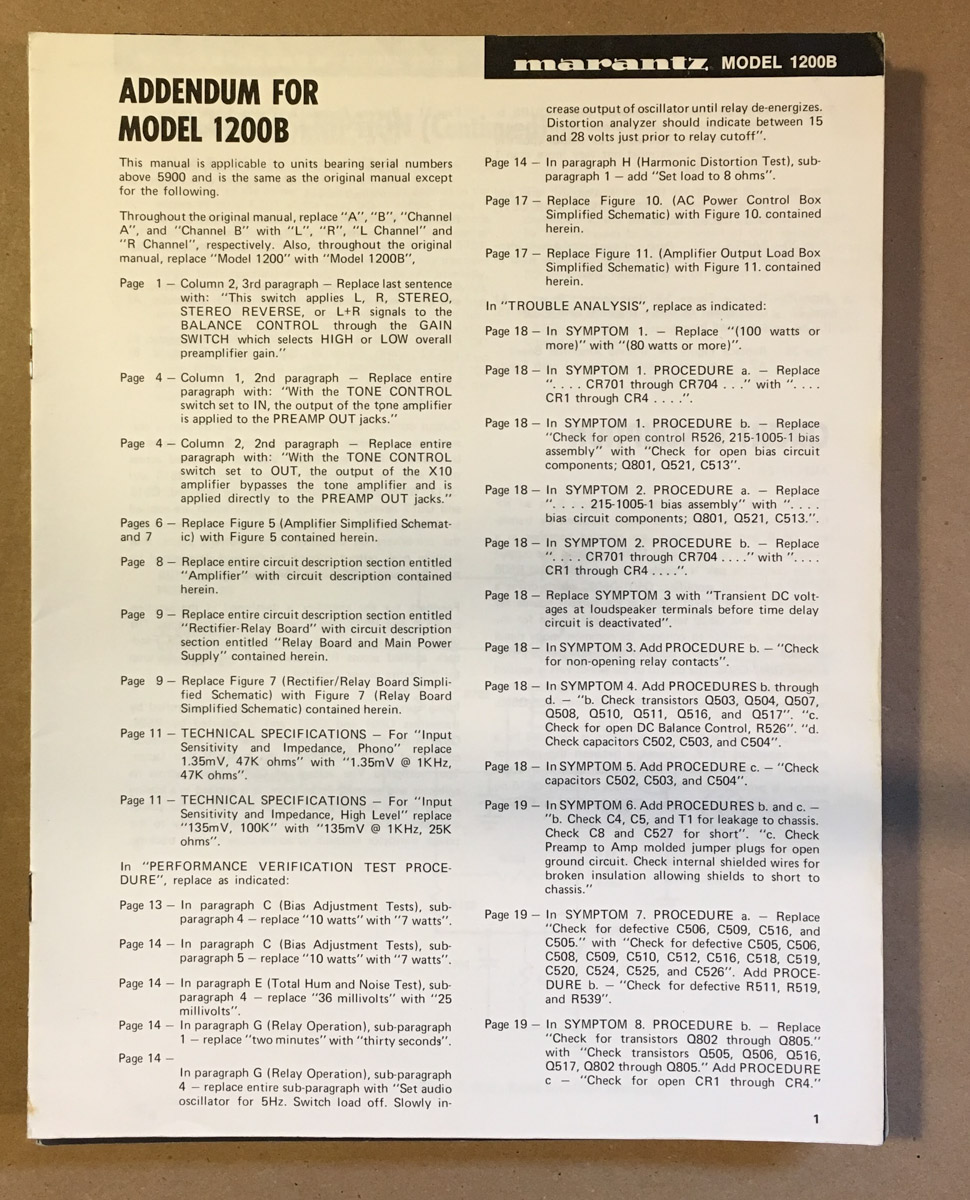 marantz MODEL 1200B
ADDENDUM FOR
MODEL 1200B
This manual is applicable to units bearing serial numbers
above 5900 and is the same as the original manual except
for the following.
Throughout the original manual, replace "A", "B", "Channel
A", and "Channel B" with "L", "R", "L Channel" and
"R Channel", respectively. Also, throughout the original
manual, replace "Model 1200" with "Model 1200B",
Page 1 — Column 2, 3rd paragraph — Replace last sentence
with: "This switch applies L, R, STEREO,
STEREO REVERSE, or L+R signals to the
BALANCE CONTROL through the GAIN
SWITCH which selects HIGH or LOW overall
preamplifier gain."
Page 4 — Column 1, 2nd paragraph — Replace entire
paragraph with: "With the TONE CONTROL
switch set to IN, the output of the tone amplifier
is applied to the PREAMP OUT jacks."
Page 4 — Column 2, 2nd paragraph — Replace entire
paragraph with: "With the TONE CONTROL
switch set to OUT, the output of the X10
amplifier bypasses the tone amplifier and is
applied directly to the PREAMP OUT jacks."
Pages 6 — Replace Figure 5 (Amplifier Simplified Schemat-
and 7 ic) with Figure 5 contained herein.
Page 8 — Replace entire circuit description section entitled
"Amplifier" with circuit description contained
herein.
Page 9 — Replace entire circuit description section entitled
"Rectifier-Relay Board" with circuit description
section entitled "Relay Board and Main Power
Supply" contained herein.
Page 9 — Replace Figure 7 (Rectifier/Relay Board Simpli-
fied Schematic) with Figure 7 (Relay Board
Simplified Schematic) contained herein.
Page 11 — TECHNICAL SPECIFICATIONS — For "Input
Sensitivity and Impedance, Phono" replace
1.35mV, 47K ohms" with "1.35mV @ 1KHz,
47K ohms".
Page 11 — TECHNICAL SPECIFICATIONS — For "Input
Sensitivity and Impedance, High Level" replace
"135mV, 100K" with "135mV @ 1KHz, 25K
ohms".
In "PERFORMANCE VERIFICATION TEST PROCE-
DURE", replace as indicated:
Page 13 — In paragraph C (Bias Adjustment Tests), sub-
paragraph 4 — replace "10 watts" with "7 watts".
Page 14 — In paragraph C (Bias Adjustment Tests), sub-
paragraph 5 — replace "10 watts" with "7 watts".
Page 14 — In paragraph E (Total Hum and Noise Test), sub-
paragraph 4 — replace "36 millivolts" with "25
millivolts".
Page 14 — In paragraph G (Relay Operation), sub-paragraph
1 — replace "two minutes" with "thirty seconds".
Page 14 —
In paragraph G (Relay Operation), sub-paragraph
4 — replace entire sub-paragraph with "Set audio
oscillator for 5Hz. Switch load off. Slowly in-
crease output of oscillator until relay de-energizes.
Distortion analyzer should indicate between 15
and 28 volts just prior to relay cutoff".
Page 14 — In paragraph H (Harmonic Distortion Test), sub-
paragraph 1 — add "Set load to 8 ohms".
Page 17 — Replace Figure 10. (AC Power Control Box
Simplified Schematic) with Figure 10. contained
herein.
Page 17 — Replace Figure 11. (Amplifier Output Load Box
Simplified Schematic) with Figure 11. contained
herein.
In "TROUBLE ANALYSIS", replace as indicated:
Page 18 — In SYMPTOM 1. — Replace "(100 watts or
more)" with "(80 watts or more)".
Page 18 — In SYMPTOM 1. PROCEDURE a. — Replace
". . . . CR701 through CR704 . . ." with ". . . .
CR1 through CR4 . . . .".
Page 18 — In SYMPTOM 1. PROCEDURE b. — Replace
"Check for open control R526, 215-1005-1 bias
assembly" with "Check for open bias circuit
components; Q801, Q521, C513".
Page 18 — In SYMPTOM 2. PROCEDURE a. — Replace
". . . . 215-1005-1 bias assembly" with ". . . .
bias circuit components; Q801, Q521, C513.".
Page 18 — In SYMPTOM 2. PROCEDURE b. — Replace
". . . . CR701 through CR704 . . . ." with ". . . .
CR1 through CR4 . . . .".
Page 18 — Replace SYMPTOM 3 with "Transient DC volt-
ages at loudspeaker terminals before time delay
circuit is deactivated".
Page 18 — In SYMPTOM 3. Add PROCEDURE b. — "Check
for non-opening relay contacts".
Page 18 — In SYMPTOM 4. Add PROCEDURES b. through
d. — "b. Check transistors Q503, Q504, Q507,
Q508, Q510, Q511, Q516, and Q517". "c.
Check for open DC Balance Control, R526". "d.
Check capacitors C502, C503, and C504".
Page 18 — In SYMPTOM 5. Add PROCEDURE c. — "Check
capacitors C502, C503, and C504".
Page 19 — In SYMPTOM 6. Add PROCEDURES b. and c. —
"b. Check C4, C5, and T1 for leakage to chassis.
Check C8 and C527 for short". "c. Check
Preamp to Amp molded jumper plugs for open
ground circuit. Check internal shielded wires for
broken insulation allowing shields to short to
chassis."
Page 19 — In SYMPTOM 7. PROCEDURE a. — Replace
"Check for defective C506, C509, C516, and
C505." with "Check for defective C505, C506,
C508, C509, C510, C512, C516, C518, C519,
C520, C524, C525, and C526". Add PROCE-
DURE b. — "Check for defective R511, R519,
and R539".
Page 19 — In SYMPTOM 8. PROCEDURE b. — Replace
"Check for transistors Q802 through Q805."
with "Check transistors Q505, Q506, Q516,
Q517, Q802 through Q805." Add PROCEDURE
c — "Check for open CR1 through CR4."
1